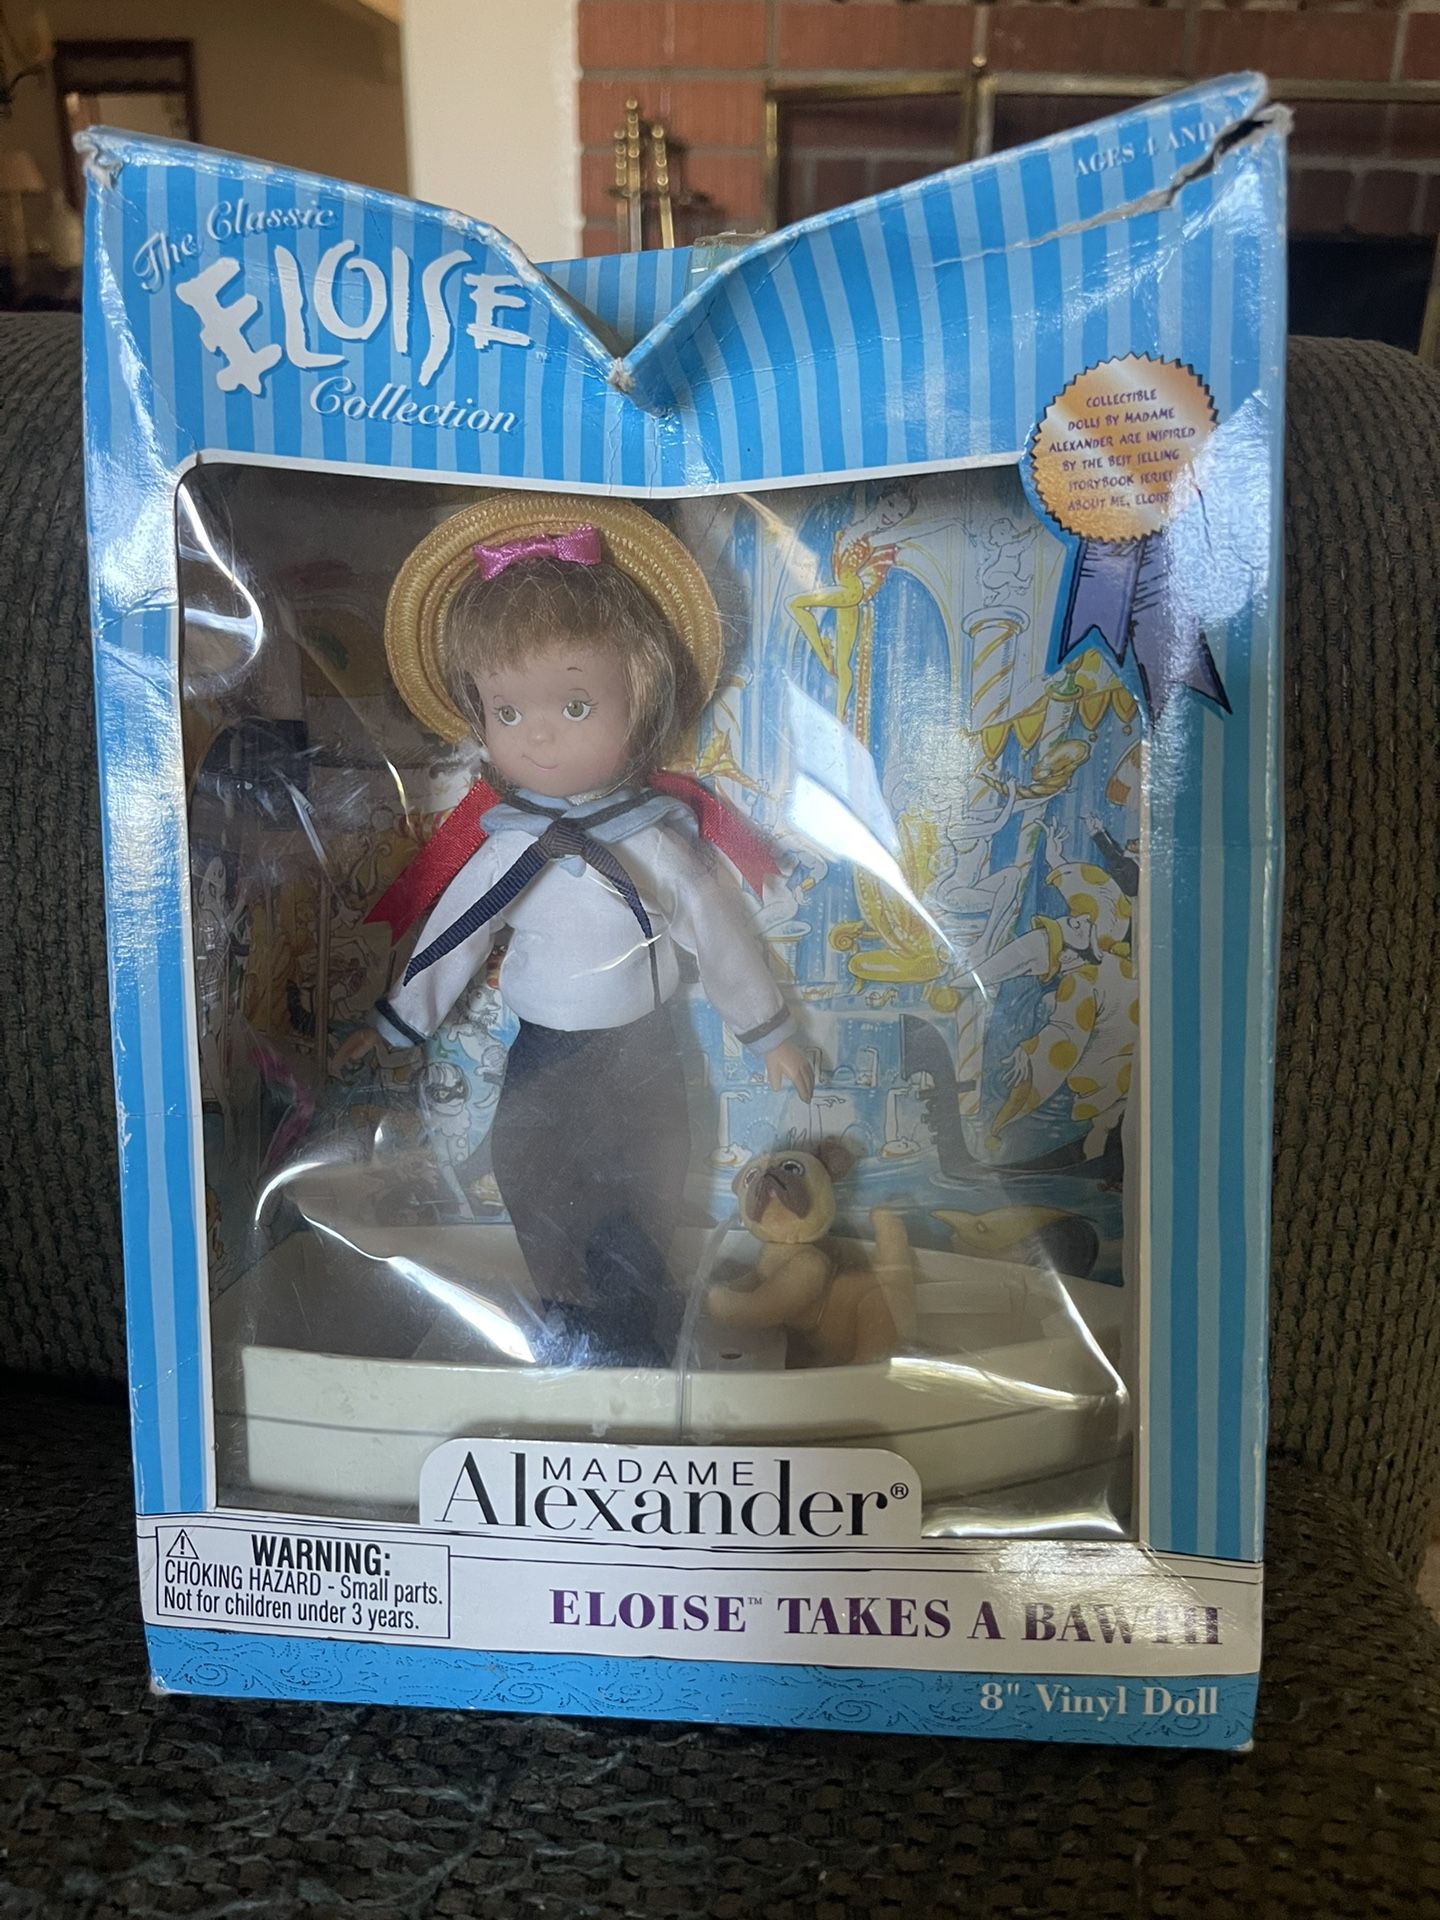 The Classic
ELOISE
Collection
AGES 4 AND
COLLECTIBLE
DOLLS BY MADAME
ALEXANDER ARE INSPIRED
BY THE BEST SELLING
STORYBOOK SERIES
ABOUT ME, ELOISE
MADAME
Alexander®
WARNING:
CHOKING HAZARD - Small parts.
Not for children under 3 years.
ELOISE™ TAKES A BAWTH
8" Vinyl Doll